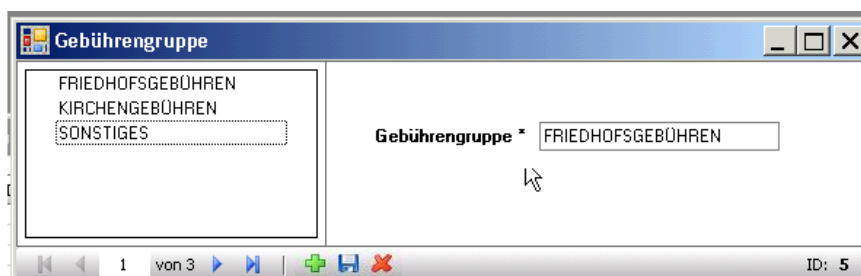 Gebührengruppe
FRIEDHOFSGEBÜHREN
KIRCHENGEBÜHREN
SONSTIGES
Gebührengruppe * FRIEDHOFSGEBÜHREN
1 von 3 ID: 5